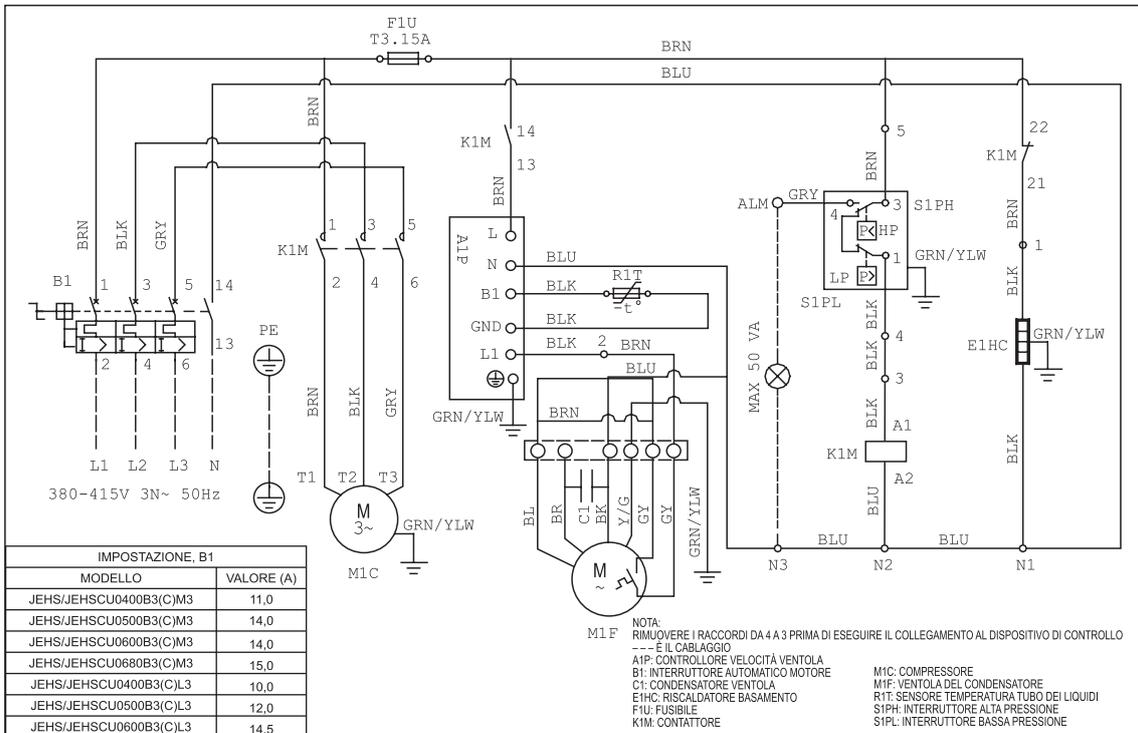 F1U
T3.15A
BRN
BLU
BRN
K1M
14
13
5
22
K1M
21
BRN
BRN
BRN
BLK
GRY
BRN
ALM
GRY
4
3
S1PH
P<
HP
1
GRN/YLW
LP
P>
S1PL
1
3
5
K1M
2
4
6
L
A1P
N
BLU
B1
BLK
R1T
-t°
GND
BLK
L1
BLK
2
BRN
BLU
GRN/YLW
BRN
B1
1
3
5
14
13
2
4
6
PE
BRN
BLK
GRY
BLK
4
BLK
3
BLK
1
BLK
E1HC
GRN/YLW
MAX 50 VA
K1M
A1
A2
BLU
BLK
L1
L2
L3
N
380-415V 3N~ 50Hz
T1
T2
T3
M
3~
GRN/YLW
M1C
BL
BR
C1
BK
Y/G
GY
GY
GRN/YLW
M
~
M1F
BLU
BLU
N3
N2
N1
IMPOSTAZIONE, B1
MODELLO VALORE (A)
JEHS/JEHSCU0400B3(C)M3 11,0
JEHS/JEHSCU0500B3(C)M3 14,0
JEHS/JEHSCU0600B3(C)M3 14,0
JEHS/JEHSCU0680B3(C)M3 15,0
JEHS/JEHSCU0400B3(C)L3 10,0
JEHS/JEHSCU0500B3(C)L3 12,0
JEHS/JEHSCU0600B3(C)L3 14,5
NOTA:
RIMUOVERE I RACCORDI DA 4 A 3 PRIMA DI ESEGUIRE IL COLLEGAMENTO AL DISPOSITIVO DI CONTROLLO
---- È IL CABLAGGIO
A1P: CONTROLLORE VELOCITÀ VENTOLA
B1: INTERRUTTORE AUTOMATICO MOTORE
C1: CONDENSATORE VENTOLA
E1HC: RISCALDATORE BASAMENTO
F1U: FUSIBILE
K1M: CONTATTORE
M1C: COMPRESSORE
M1F: VENTOLA DEL CONDENSATORE
R1T: SENSORE TEMPERATURA TUBO DEI LIQUIDI
S1PH: INTERRUTTORE ALTA PRESSIONE
S1PL: INTERRUTTORE BASSA PRESSIONE